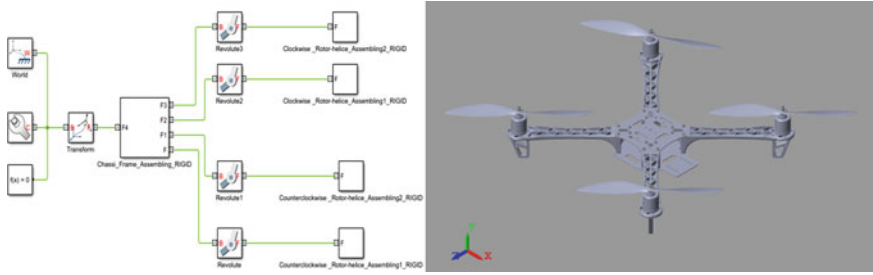 B F
Revolute3
F
Clockwise _Rotor-helice_Assembling2_RIGID
W
World
B F
Revolute2
F
Clockwise _Rotor-helice_Assembling1_RIGID
C
B F
Transform
F4
F3
F2
F1
F
Chassi_Frame_Assembling_RIGID
f(x) = 0
B F
Revolute1
F
Counterclockwise _Rotor-helice_Assembling2_RIGID
B F
Revolute
F
Counterclockwise _Rotor-helice_Assembling1_RIGID
Y
Z
X